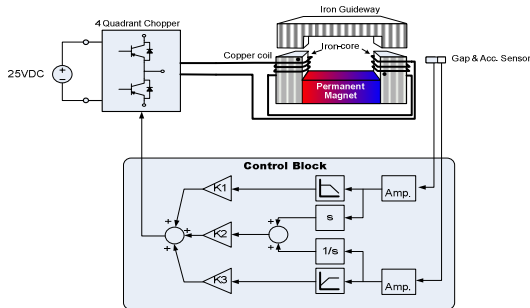 Iron Guideway
4 Quadrant Chopper
Iron-core
Copper coil
Gap & Acc. Sensor
25VDC
+
−
Permanent
Magnet
Control Block
K1
Amp.
s
+
+
+
K2
+
+
1/s
K3
Amp.